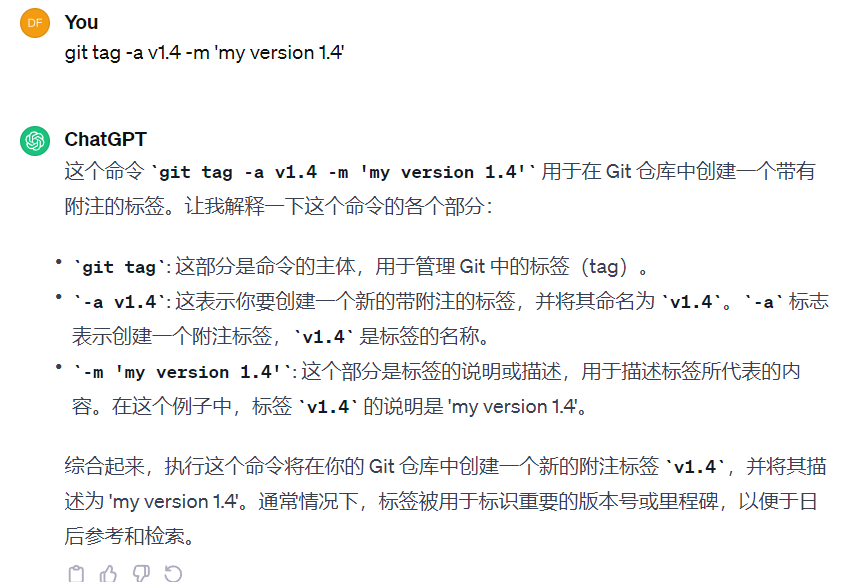 DF You
git tag -a v1.4 -m 'my version 1.4'
ChatGPT
这个命令 `git tag -a v1.4 -m 'my version 1.4'` 用于在 Git 仓库中创建一个带有
附注的标签。让我解释一下这个命令的各个部分：
• `git tag`: 这部分是命令的主体，用于管理 Git 中的标签（tag）。
• `-a v1.4`: 这表示你要创建一个新的带附注的标签，并将其命名为 `v1.4`。`-a` 标志
表示创建一个附注标签，`v1.4` 是标签的名称。
• `-m 'my version 1.4'`: 这个部分是标签的说明或描述，用于描述标签所代表的内
容。在这个例子中，标签 `v1.4` 的说明是 'my version 1.4'。
综合起来，执行这个命令将在你的 Git 仓库中创建一个新的附注标签 `v1.4`，并将其描
述为 'my version 1.4'。通常情况下，标签被用于标识重要的版本号或里程碑，以便于日
后参考和检索。